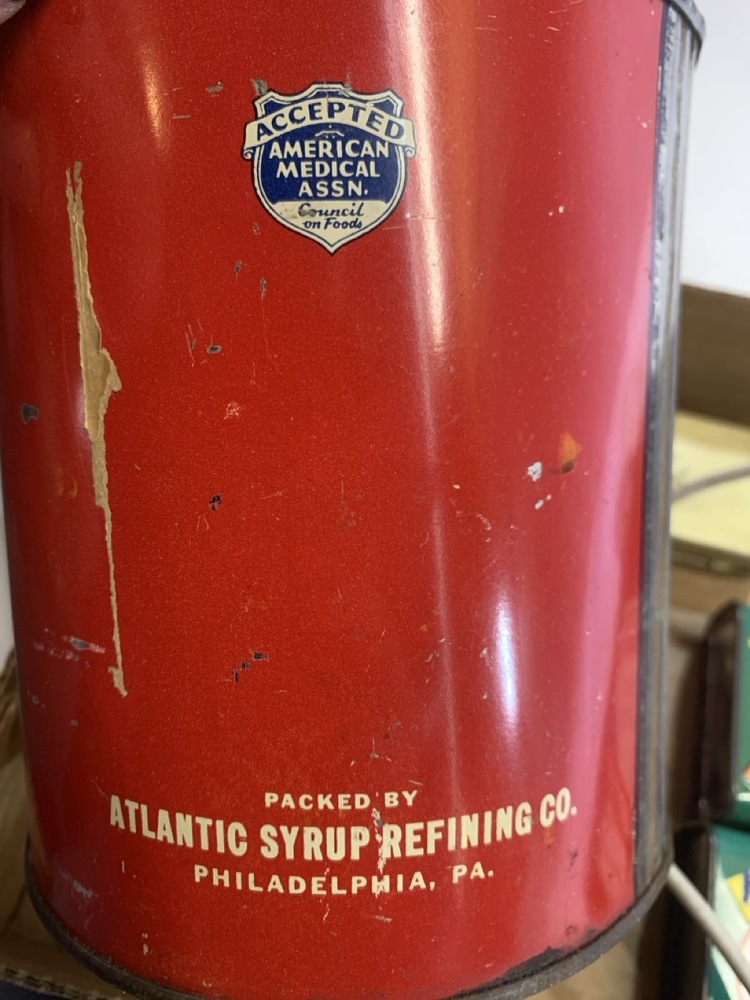 ACCEPTED
AMERICAN
MEDICAL
ASSN.
Council
on Foods
PACKED BY
ATLANTIC SYRUP REFINING CO.
PHILADELPHIA, PA.